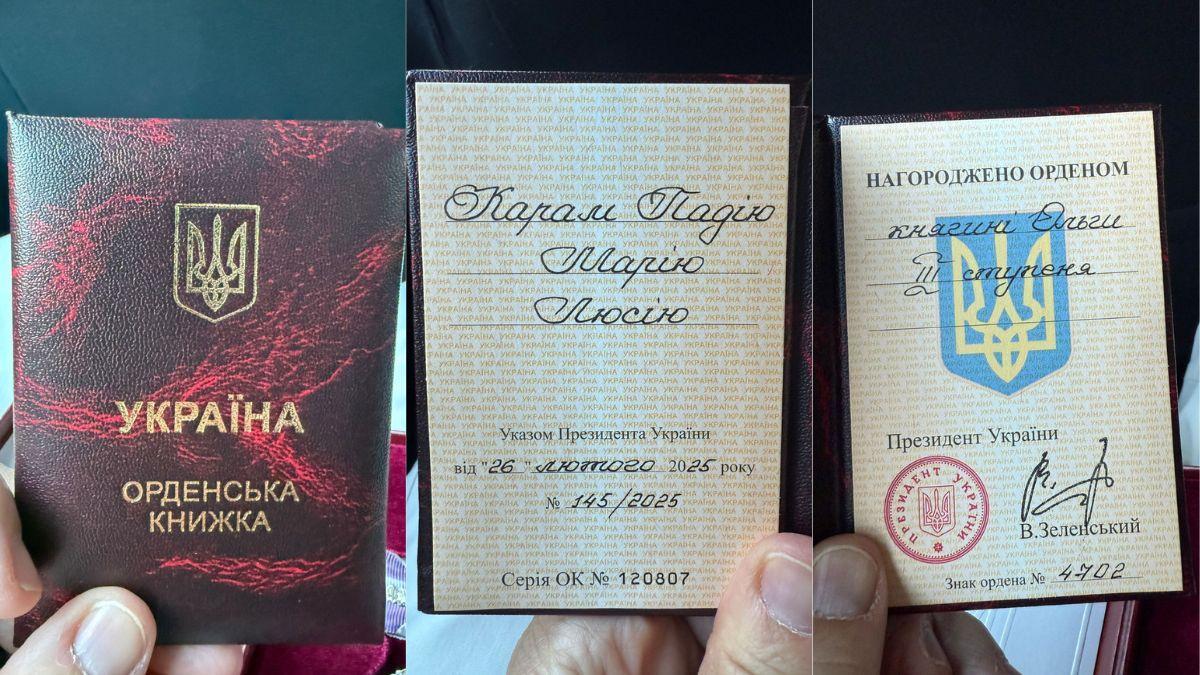 УКРАЇНА
ОРДЕНСЬКА
КНИЖКА
Карам Падію
Марію
Люсію
Указом Президента України
від "26" лютого 2025 року
№ 145/2025
Серія ОК № 120807
НАГОРОДЖЕНО ОРДЕНОМ
княгині Ольги
III ступеня
Президент України
ПРЕЗИДЕНТ УКРАЇНИ
В.Зеленський
Знак ордена № 4702